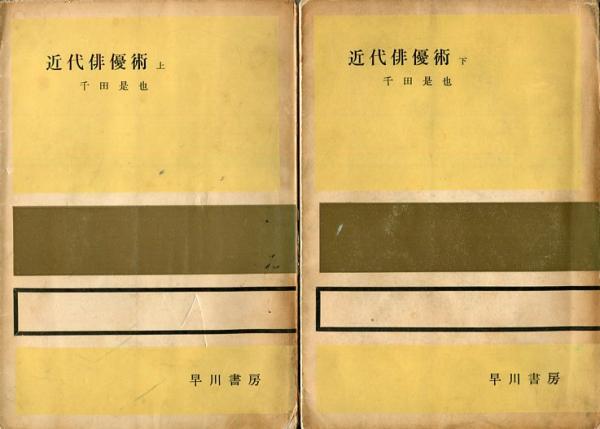 近代俳優術 上
千田是也
早川書房
近代俳優術 下
千田是也
早川書房